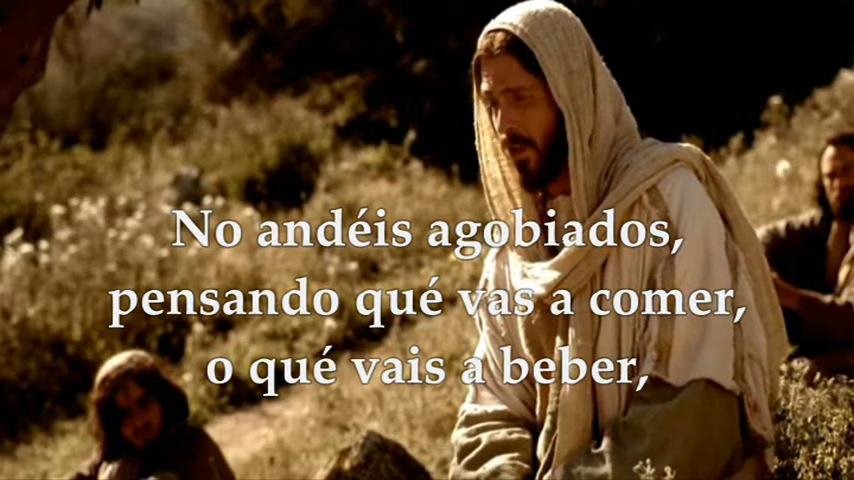 No andéis agobiados,
pensando qué vas a comer,
o qué vais a beber,